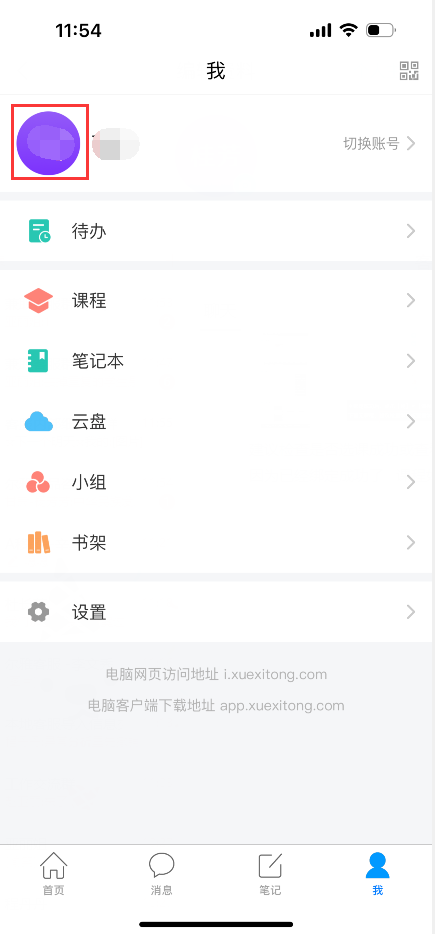 11:54
我
切换账号
待办
课程
笔记本
云盘
小组
书架
设置
电脑网页访问地址 i.xuexitong.com
电脑客户端下载地址 app.xuexitong.com
首页
消息
笔记
我